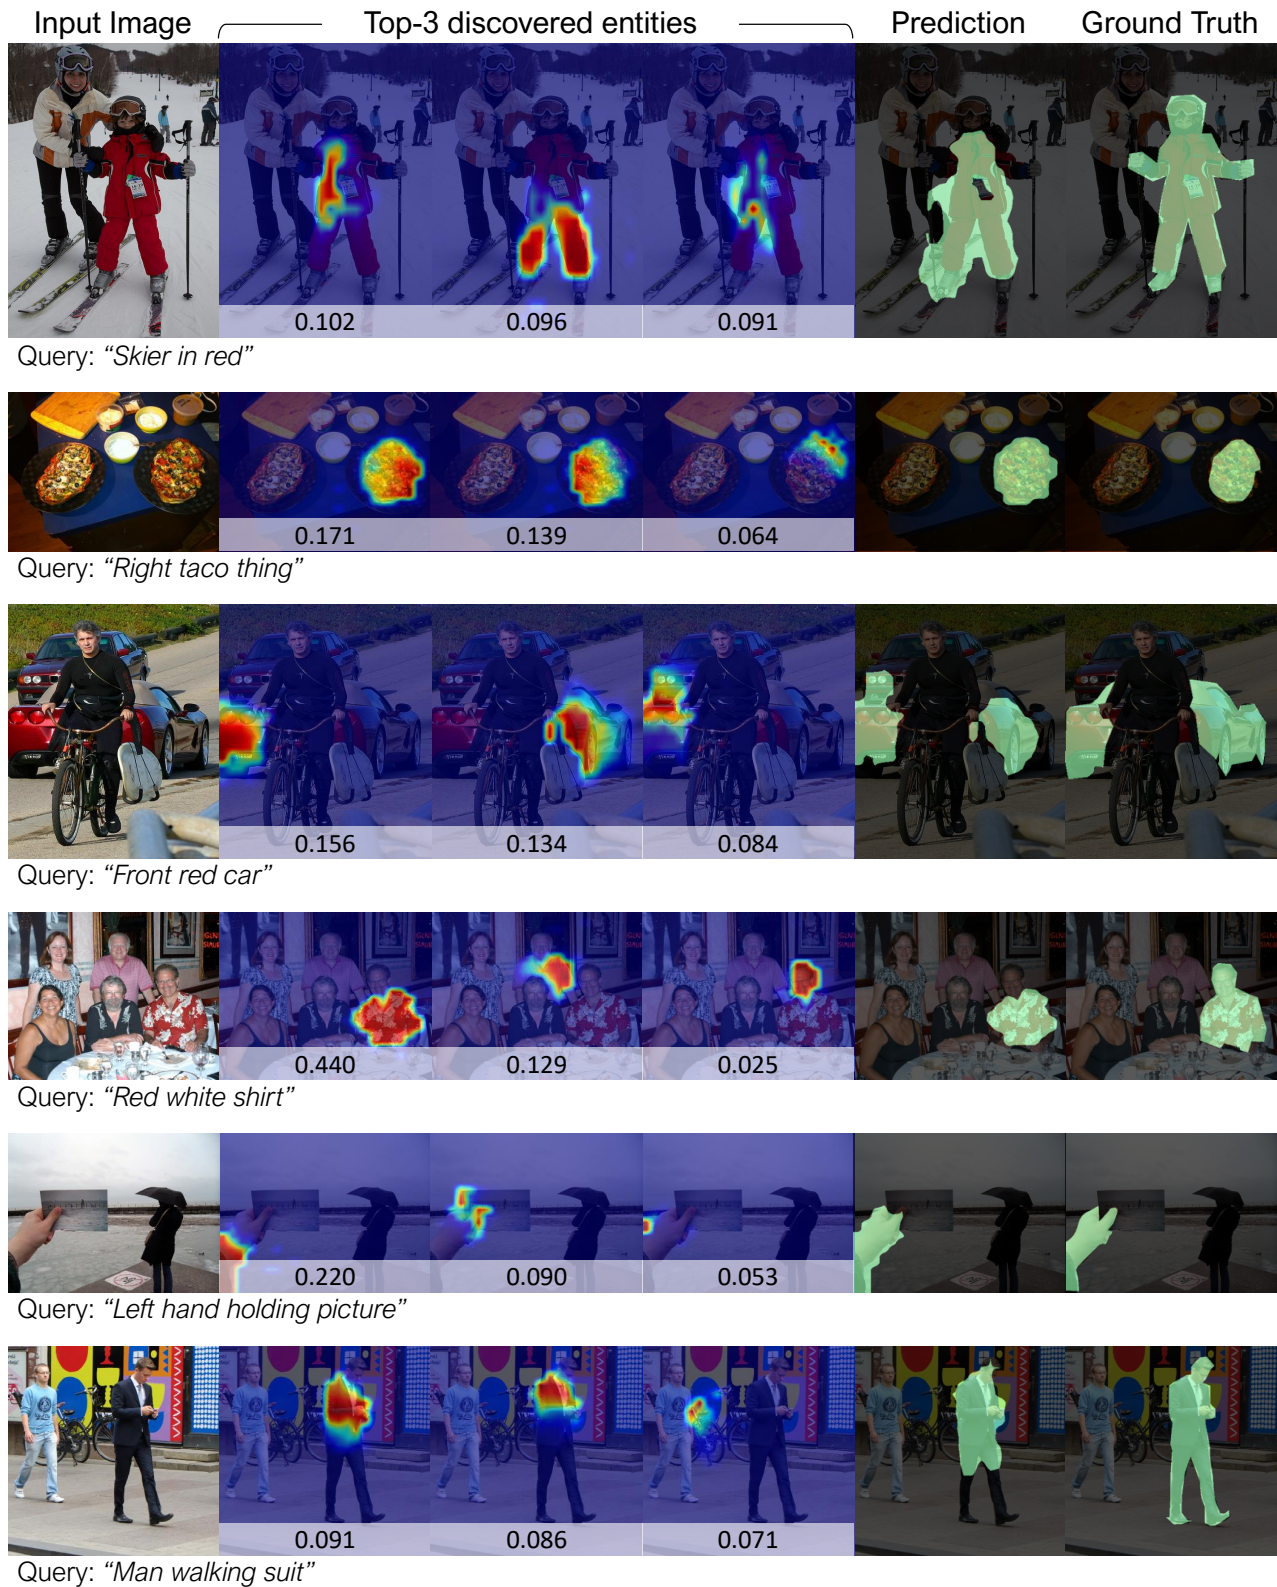 Input Image Top-3 discovered entities Prediction Ground Truth
0.102 0.096 0.091
Query: “Skier in red”
0.171 0.139 0.064
Query: “Right taco thing”
0.156 0.134 0.084
Query: “Front red car”
0.440 0.129 0.025
Query: “Red white shirt”
0.220 0.090 0.053
Query: “Left hand holding picture”
0.091 0.086 0.071
Query: “Man walking suit”